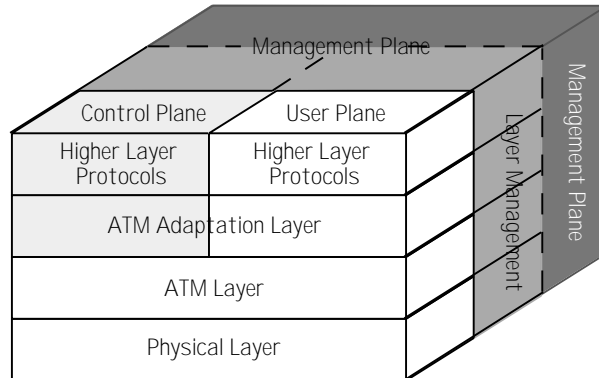 Management Plane
Control Plane
User Plane
Higher Layer
Protocols
Higher Layer
Protocols
ATM Adaptation Layer
ATM Layer
Physical Layer
Layer Management
Management Plane